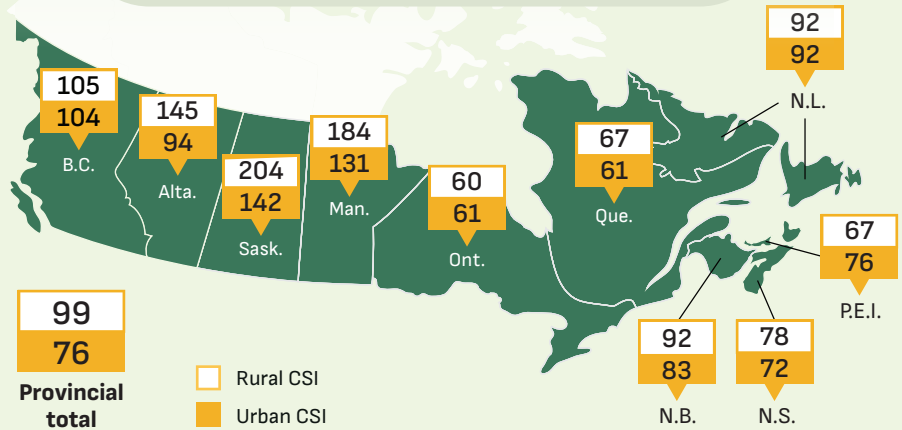 92
92
N.L.
105
104
B.C.
145
94
Alta.
204
142
Sask.
184
131
Man.
60
61
Ont.
67
61
Que.
67
76
P.E.I.
92
83
N.B.
78
72
N.S.
99
76
Provincial
total
Rural CSI
Urban CSI